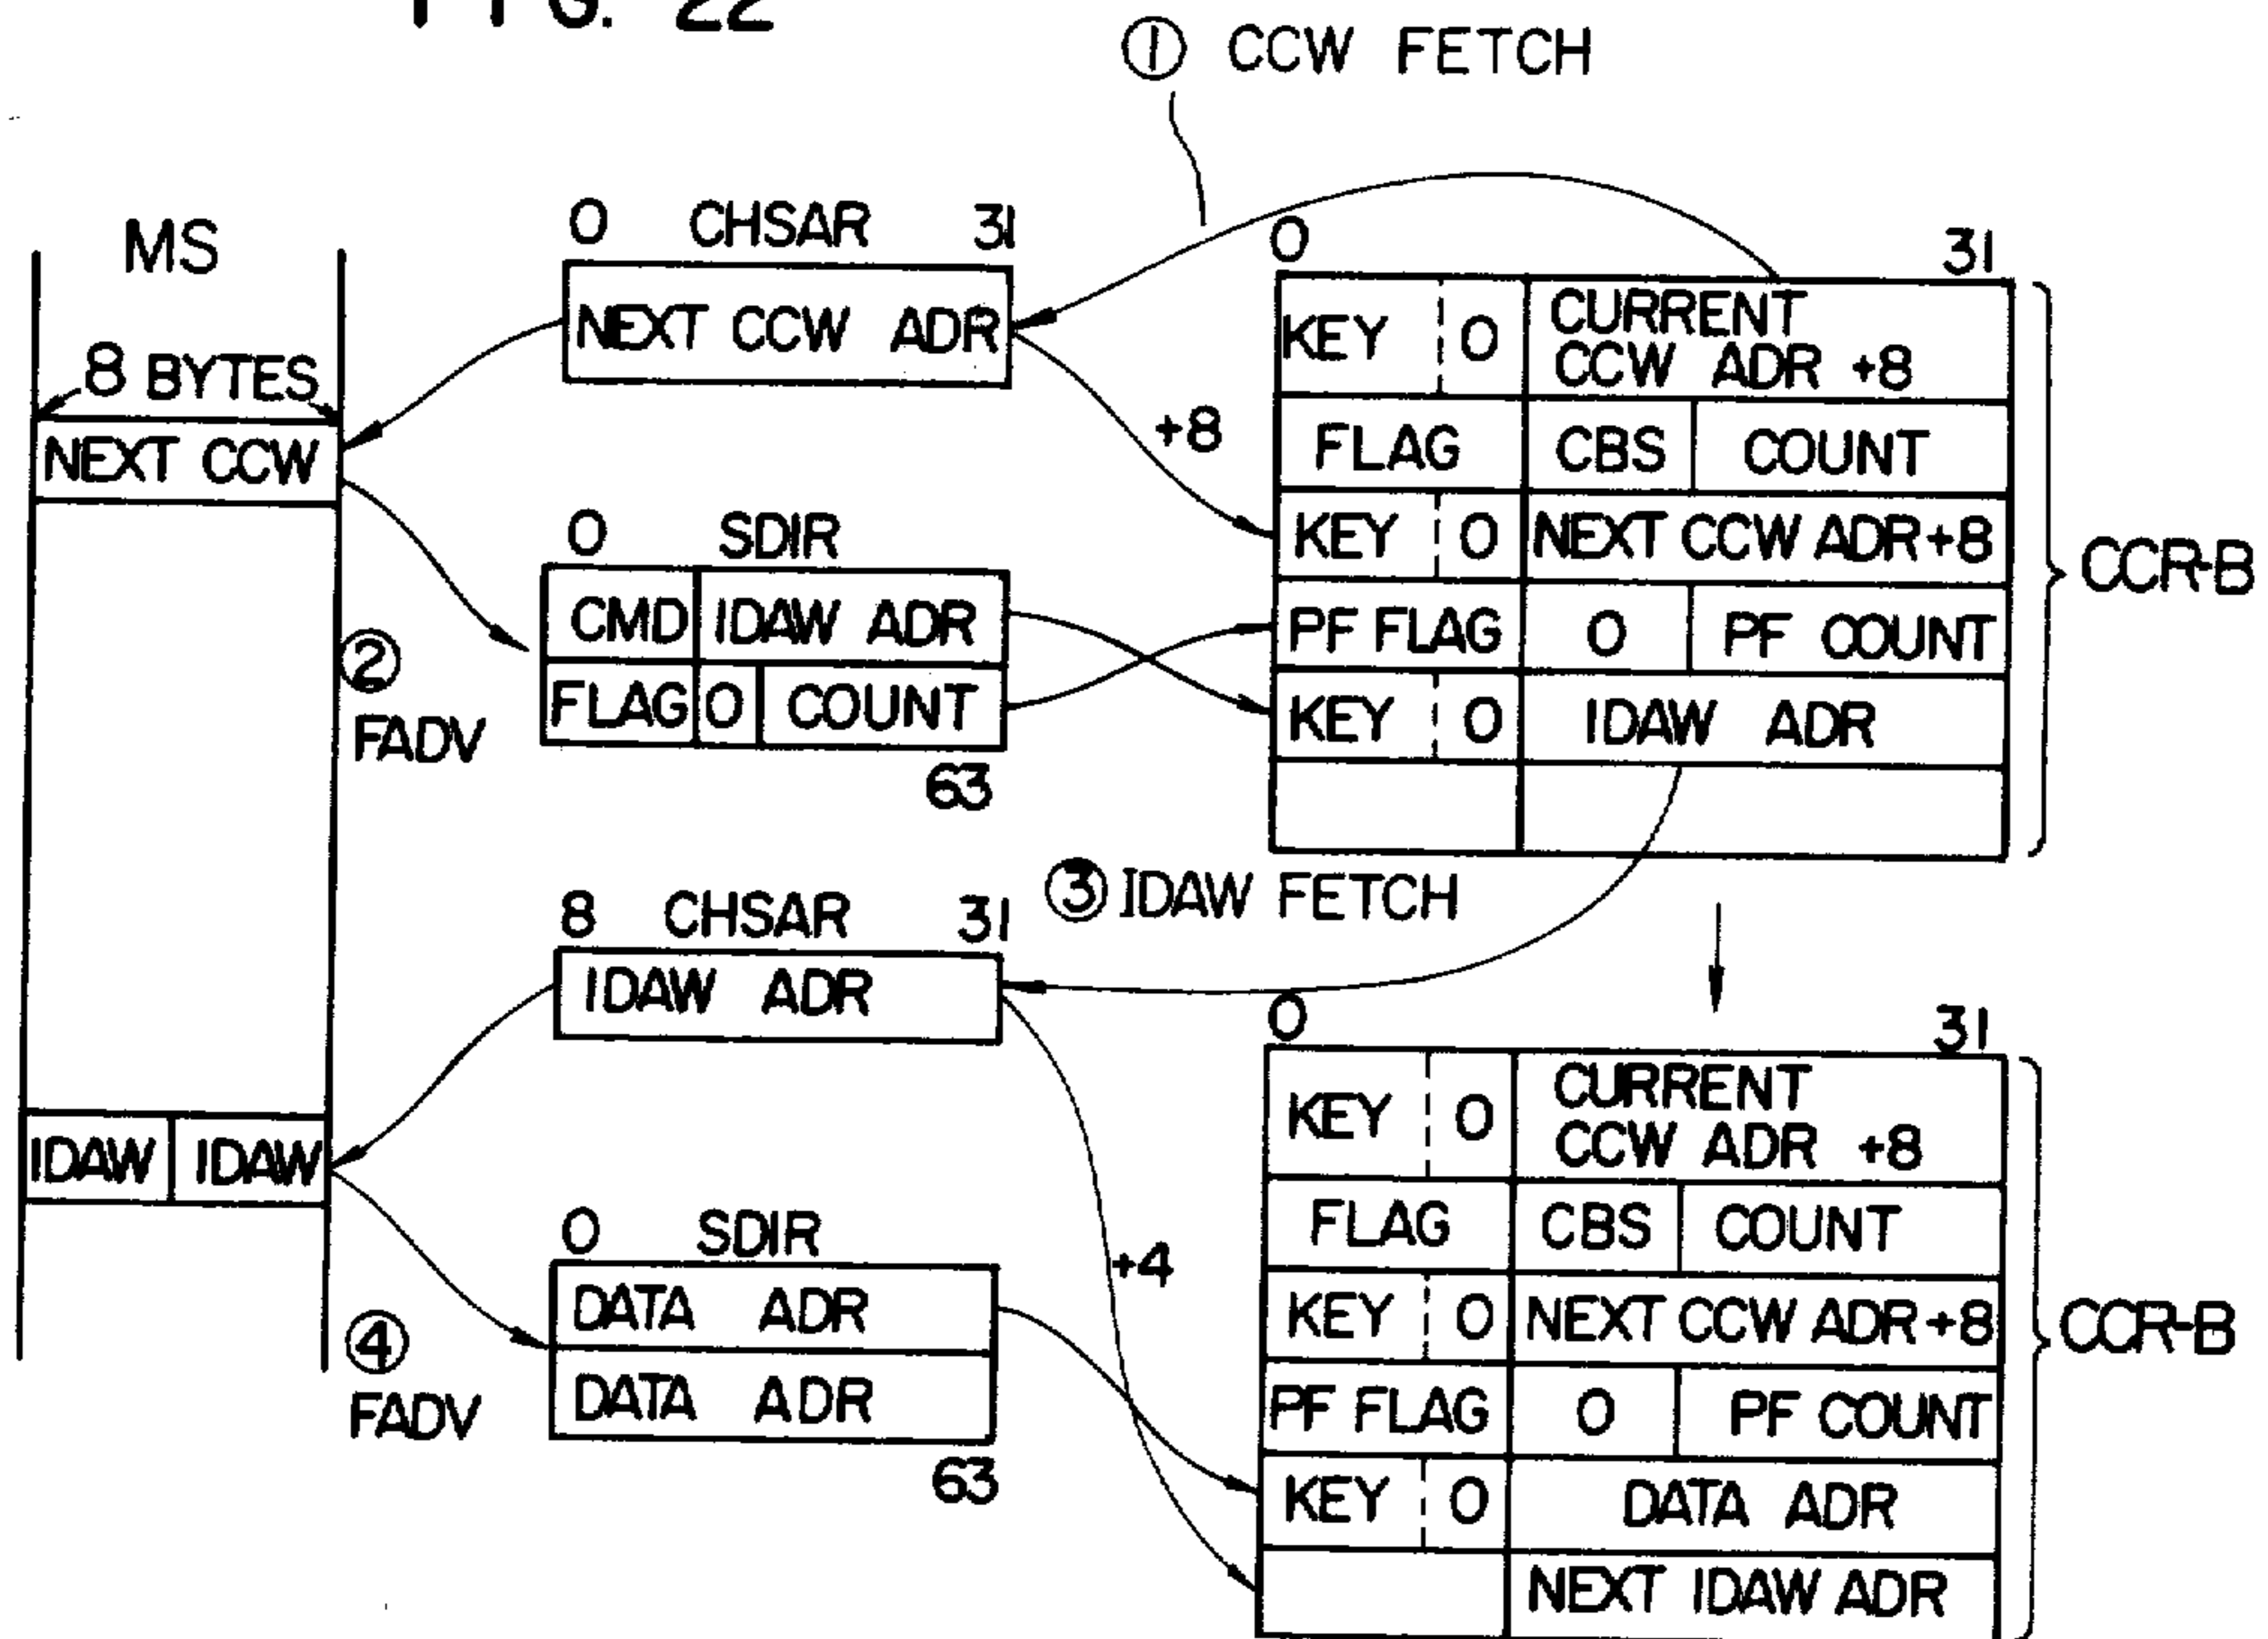 FIG. 22
① CCW FETCH
MS
8 BYTES
NEXT CCW
0 CHSAR 31
NEXT CCW ADR
+8
0 31
KEY 0 CURRENT
CCW ADR +8
FLAG CBS COUNT
KEY 0 NEXT CCW ADR+8
PF FLAG 0 PF COUNT
KEY 0 IDAW ADR
CCR-B
0 SDIR
CMD IDAW ADR
FLAG 0 COUNT
63
②
FADV
③ IDAW FETCH
8 CHSAR 31
IDAW ADR
IDAW IDAW
+4
0 SDIR
DATA ADR
DATA ADR
63
④
FADV
0 31
KEY 0 CURRENT
CCW ADR +8
FLAG CBS COUNT
KEY 0 NEXT CCW ADR+8
PF FLAG 0 PF COUNT
KEY 0 DATA ADR
NEXT IDAW ADR
CCR-B